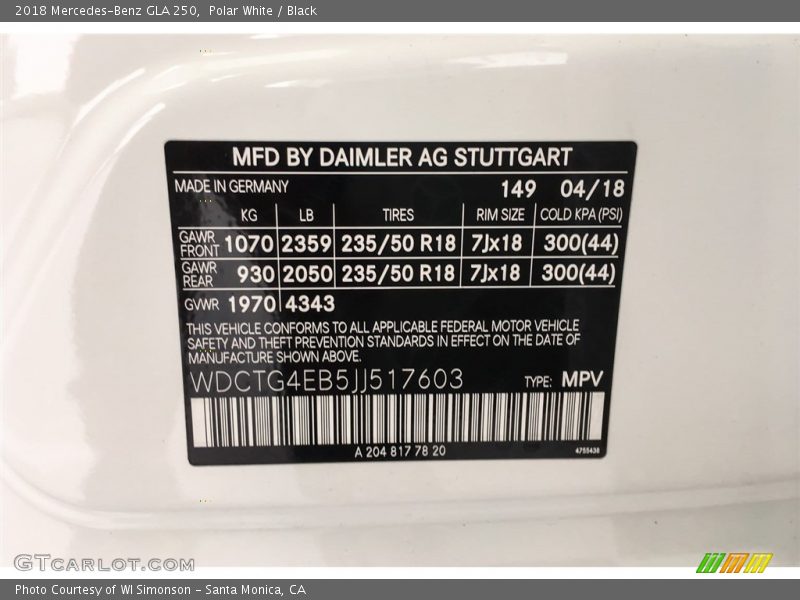 2018 Mercedes-Benz GLA 250,  Polar White / Black
MFD BY DAIMLER AG STUTTGART
MADE IN GERMANY 149 04/18
KG LB TIRES RIM SIZE COLD KPA (PSI)
GAWR FRONT 1070 2359 235/50 R18 7Jx18 300(44)
GAWR REAR 930 2050 235/50 R18 7Jx18 300(44)
GVWR 1970 4343
THIS VEHICLE CONFORMS TO ALL APPLICABLE FEDERAL MOTOR VEHICLE
SAFETY AND THEFT PREVENTION STANDARDS IN EFFECT ON THE DATE OF
MANUFACTURE SHOWN ABOVE.
WDCTG4EB5JJ517603 TYPE: MPV
A 204 817 78 20 4755438
GTCARLOT.COM
Photo Courtesy of WI Simonson - Santa Monica, CA